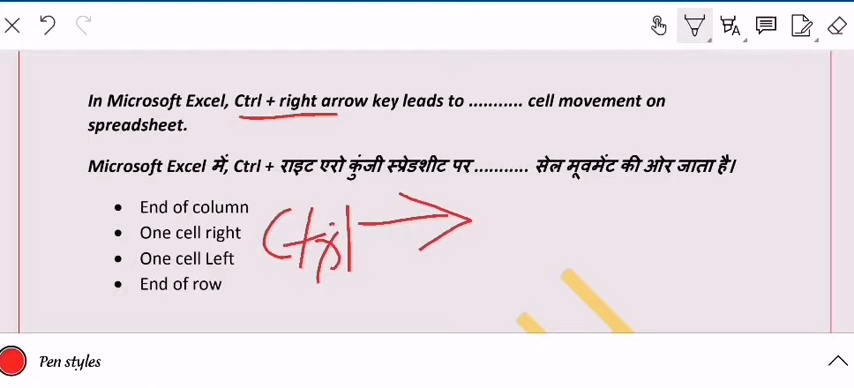 In Microsoft Excel, Ctrl + right arrow key leads to ........... cell movement on
spreadsheet.
Microsoft Excel में, Ctrl + राइट एरो कुंजी स्प्रेडशीट पर........... सेल मूवमेंट की ओर जाता है।
• End of column
• One cell right
• One cell Left
• End of row
Ctrl
Pen styles